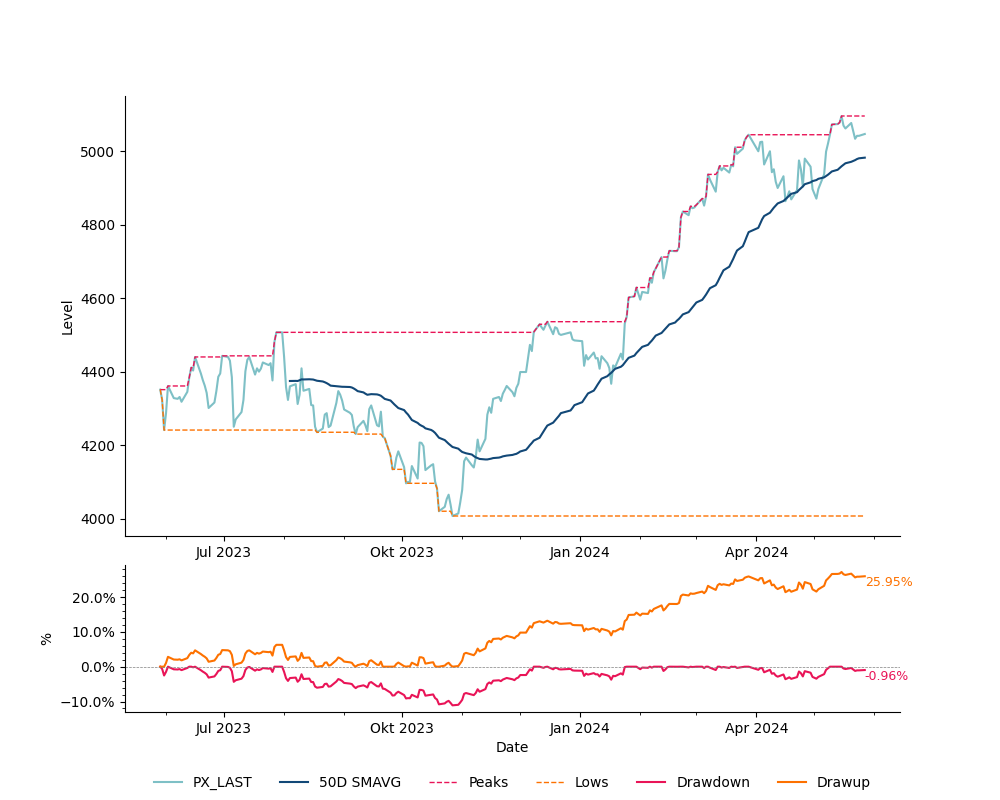 5000
4800
4600
4400
4200
4000
Level
Jul 2023 Okt 2023 Jan 2024 Apr 2024
20.0%
10.0%
0.0%
−10.0%
%
25.95%
-0.96%
Jul 2023 Okt 2023 Jan 2024 Apr 2024
Date
PX_LAST 50D SMAVG Peaks Lows Drawdown Drawup